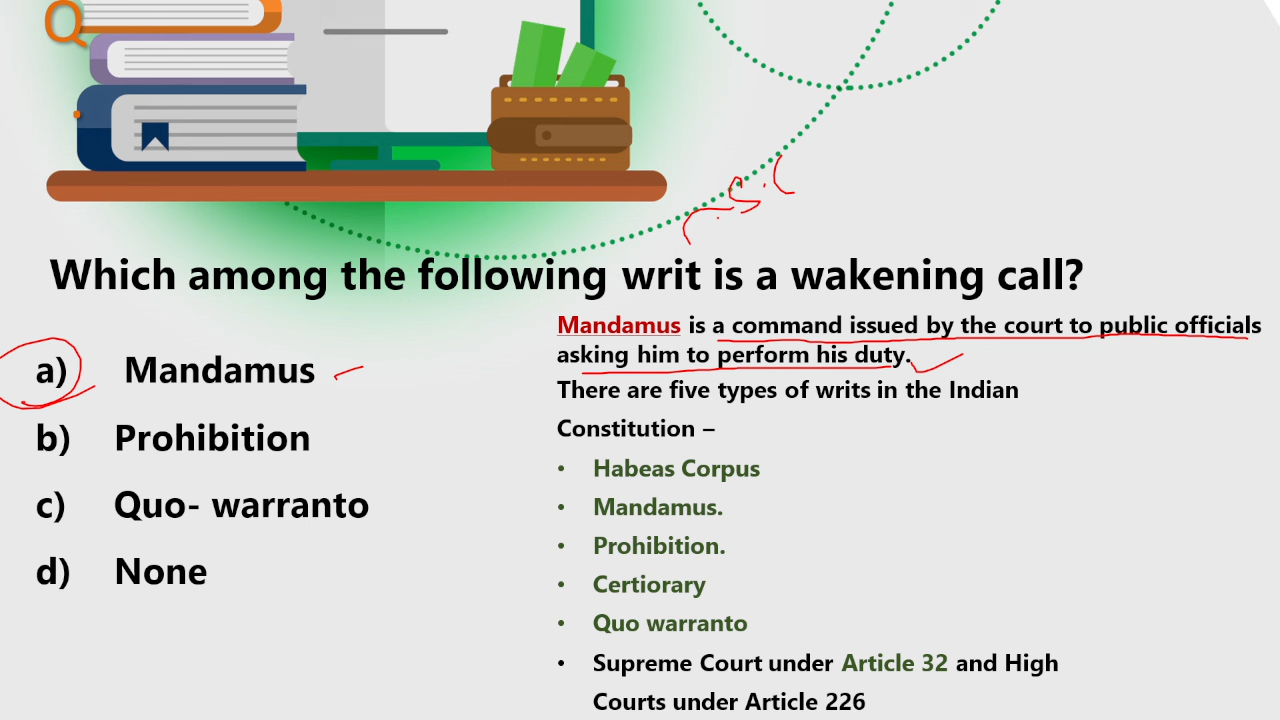 Q
S.C
Which among the following writ is a wakening call?
a) Mandamus
b) Prohibition
c) Quo- warranto
d) None
Mandamus is a command issued by the court to public officials
asking him to perform his duty.
There are five types of writs in the Indian
Constitution –
• Habeas Corpus
• Mandamus.
• Prohibition.
• Certiorary
• Quo warranto
• Supreme Court under Article 32 and High
Courts under Article 226